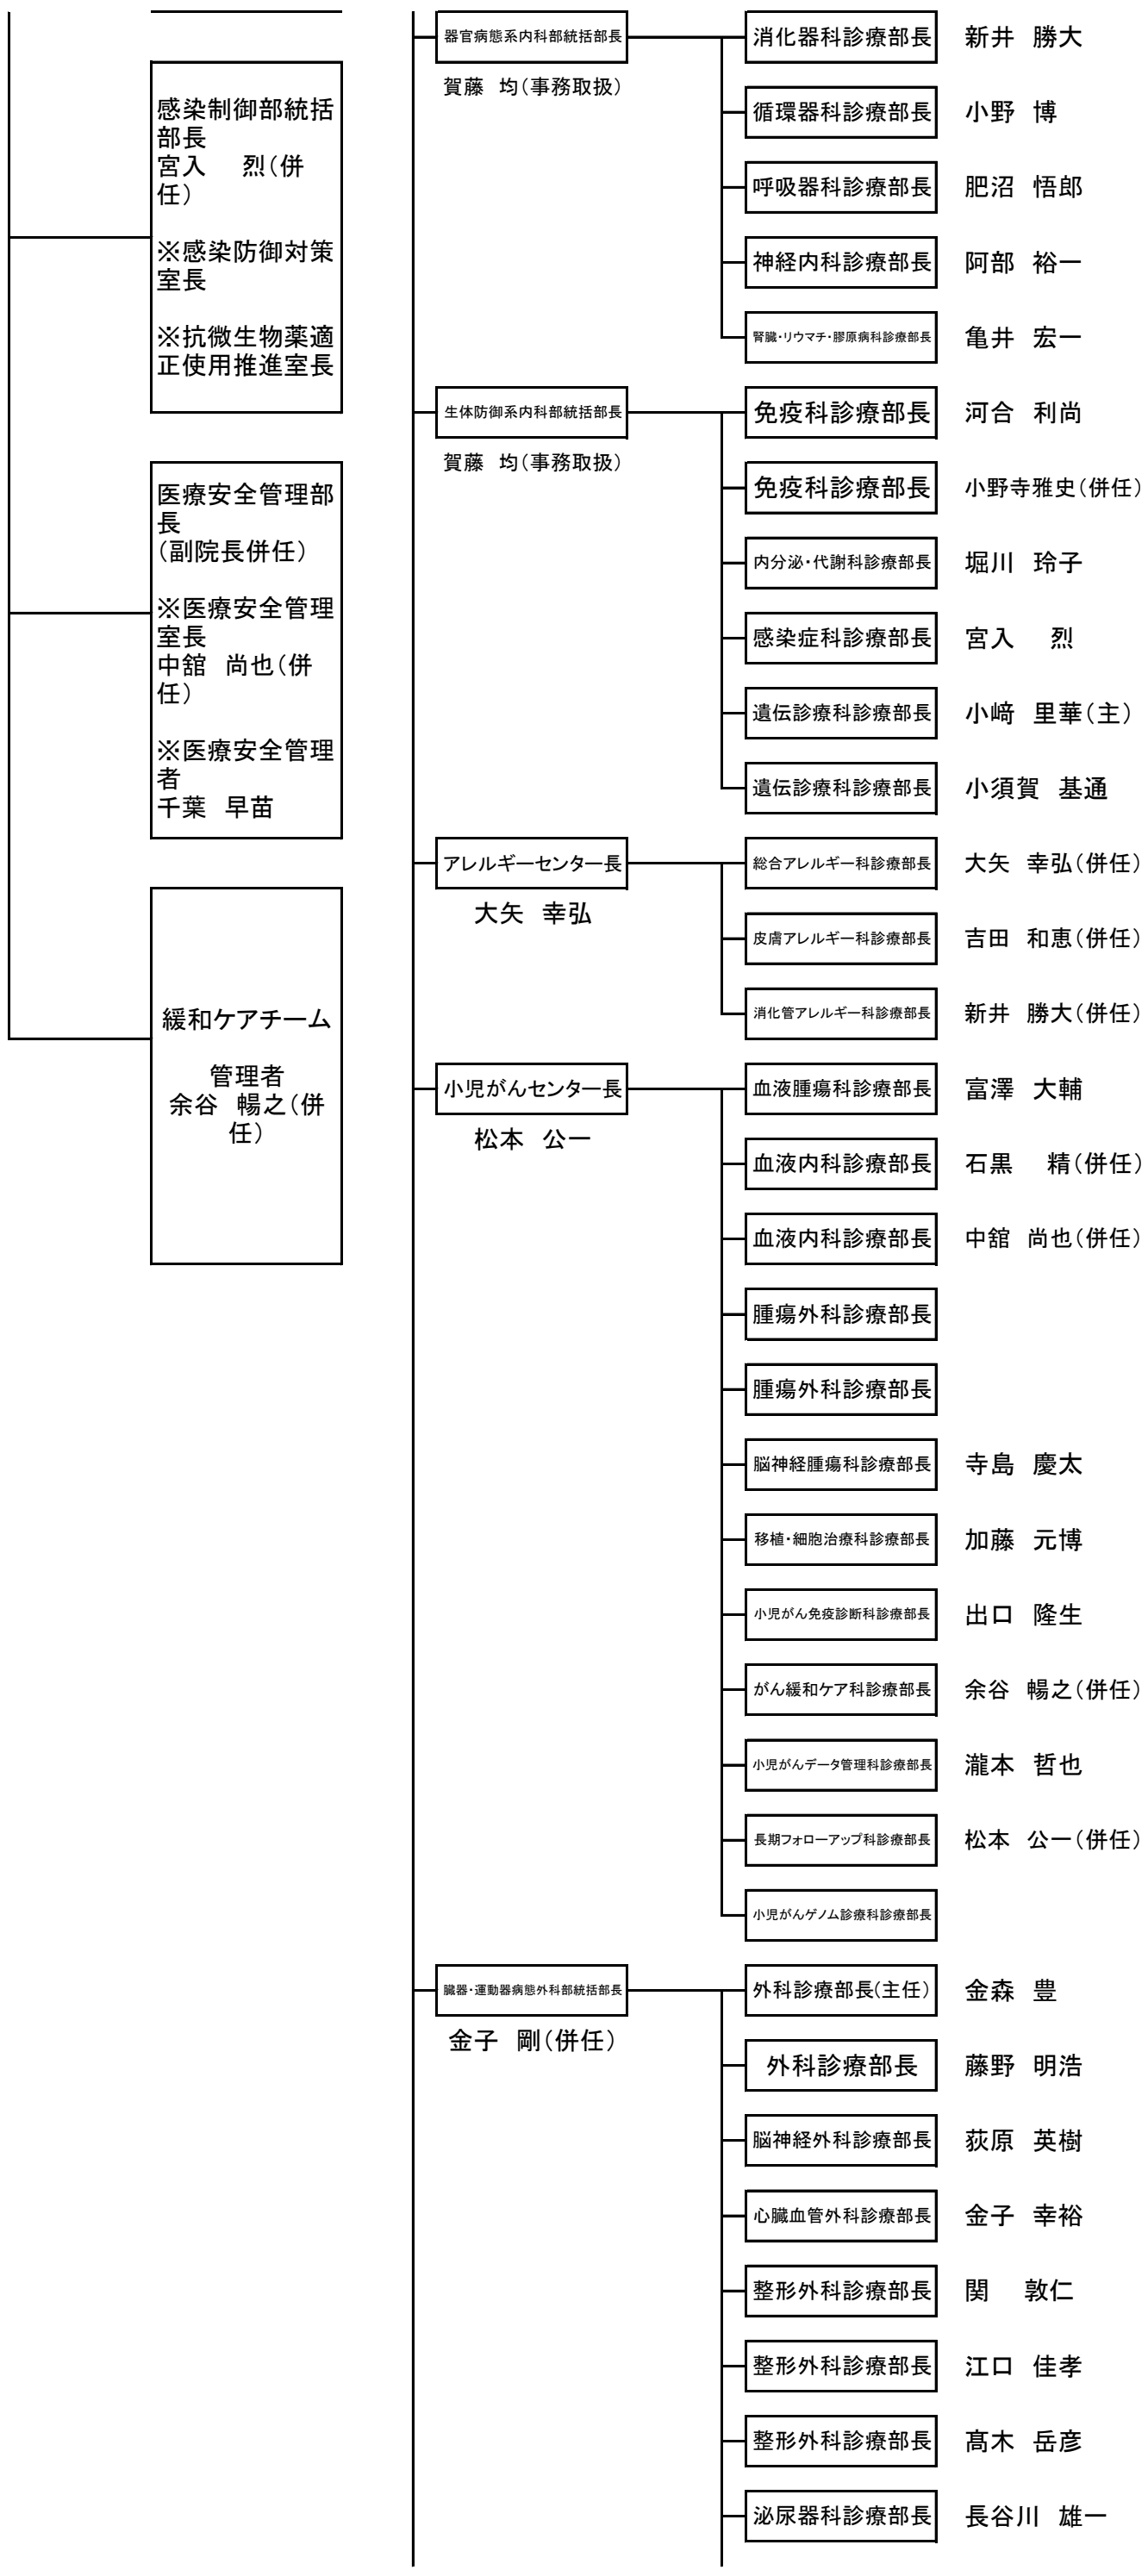 感染制御部統括
部長
宮入　烈(併
任)
※感染防御対策
室長
※抗微生物薬適
正使用推進室長
医療安全管理部
長
(副院長併任)
※医療安全管理
室長
中舘　尚也(併
任)
※医療安全管理
者
千葉　早苗
緩和ケアチーム
管理者
余谷　暢之(併
任)
器官病態系内科部統括部長
賀藤　均(事務取扱)
消化器科診療部長　新井　勝大
循環器科診療部長　小野　博
呼吸器科診療部長　肥沼　悟郎
神経内科診療部長　阿部　裕一
腎臓・リウマチ・膠原病科診療部長　亀井　宏一
生体防御系内科部統括部長
賀藤　均(事務取扱)
免疫科診療部長　河合　利尚
免疫科診療部長　小野寺雅史(併任)
内分泌・代謝科診療部長　堀川　玲子
感染症科診療部長　宮入　烈
遺伝診療科診療部長　小﨑　里華(主)
遺伝診療科診療部長　小須賀　基通
アレルギーセンター長
大矢　幸弘
総合アレルギー科診療部長　大矢　幸弘(併任)
皮膚アレルギー科診療部長　吉田　和恵(併任)
消化管アレルギー科診療部長　新井　勝大(併任)
小児がんセンター長
松本　公一
血液腫瘍科診療部長　富澤　大輔
血液内科診療部長　石黒　精(併任)
血液内科診療部長　中舘　尚也(併任)
腫瘍外科診療部長
腫瘍外科診療部長
脳神経腫瘍科診療部長　寺島　慶太
移植・細胞治療科診療部長　加藤　元博
小児がん免疫診断科診療部長　出口　隆生
がん緩和ケア科診療部長　余谷　暢之(併任)
小児がんデータ管理科診療部長　瀧本　哲也
長期フォローアップ科診療部長　松本　公一(併任)
小児がんゲノム診療科診療部長
臓器・運動器病態外科部統括部長
金子　剛(併任)
外科診療部長(主任)　金森　豊
外科診療部長　藤野　明浩
脳神経外科診療部長　荻原　英樹
心臓血管外科診療部長　金子　幸裕
整形外科診療部長　関　敦仁
整形外科診療部長　江口　佳孝
整形外科診療部長　髙木　岳彦
泌尿器科診療部長　長谷川　雄一